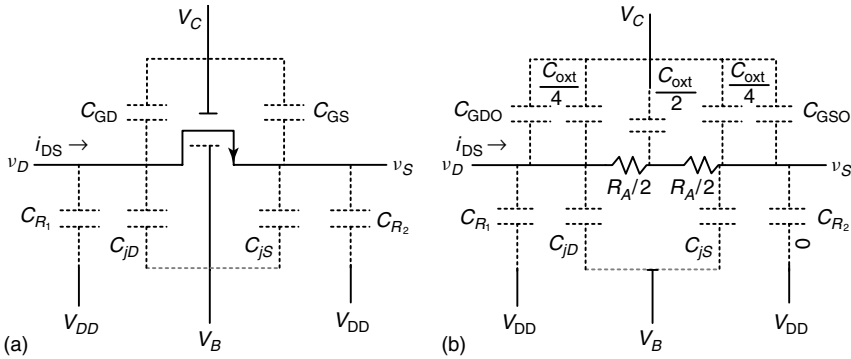 V_C
C_GD
C_GS
i_DS →
ν_D
ν_S
C_R₁
C_jD
C_jS
C_R₂
V_DD
V_B
V_DD
(a)
V_C
C_oxt/4
C_oxt/2
C_oxt/4
C_GDO
C_GSO
i_DS →
ν_D
ν_S
R_A/2
R_A/2
C_R₁
C_jD
C_jS
C_R₂
0
V_DD
V_B
V_DD
(b)